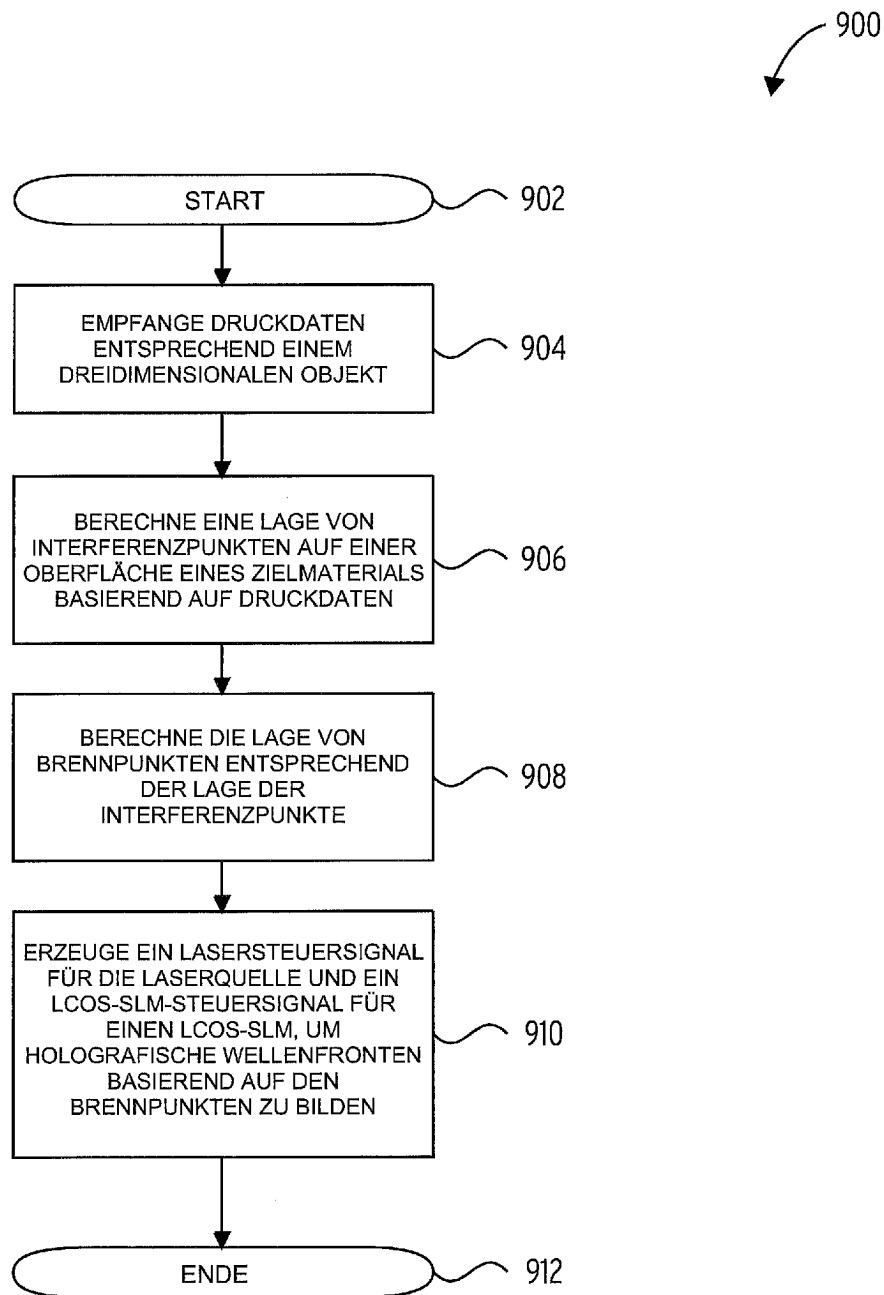 900
START
902
EMPFANGE DRUCKDATEN
ENTSPRECHEND EINEM
DREIDIMENSIONALEN OBJEKT
904
BERECHNE EINE LAGE VON
INTERFERENZPUNKTEN AUF EINER
OBERFLÄCHE EINES ZIELMATERIALS
BASIEREND AUF DRUCKDATEN
906
BERECHNE DIE LAGE VON
BRENNPUNKTEN ENTSPRECHEND
DER LAGE DER
INTERFERENZPUNKTE
908
ERZEUGE EIN LASERSTEUERSIGNAL
FÜR DIE LASERQUELLE UND EIN
LCOS-SLM-STEUERSIGNAL FÜR
EINEN LCOS-SLM, UM
HOLOGRAFISCHE WELLENFRONTEN
BASIEREND AUF DEN
BRENNPUNKTEN ZU BILDEN
910
ENDE
912